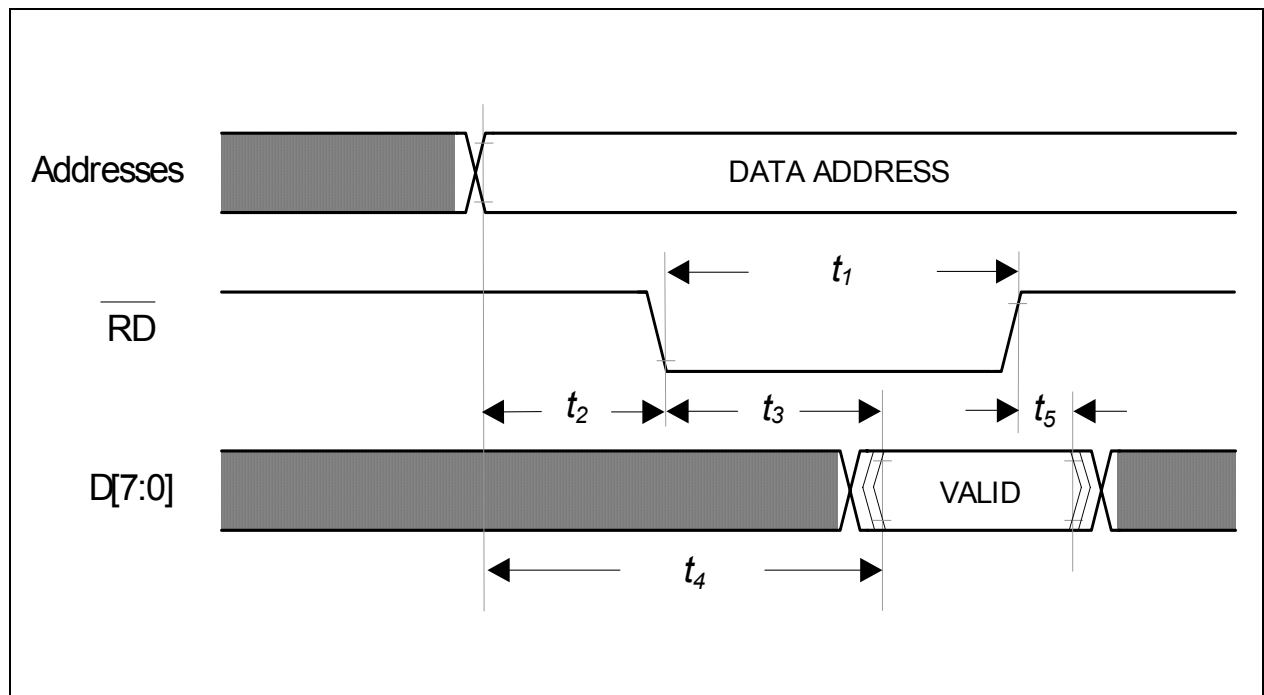 Addresses
DATA ADDRESS
t1
RD
t2
t3
t5
D[7:0]
VALID
t4